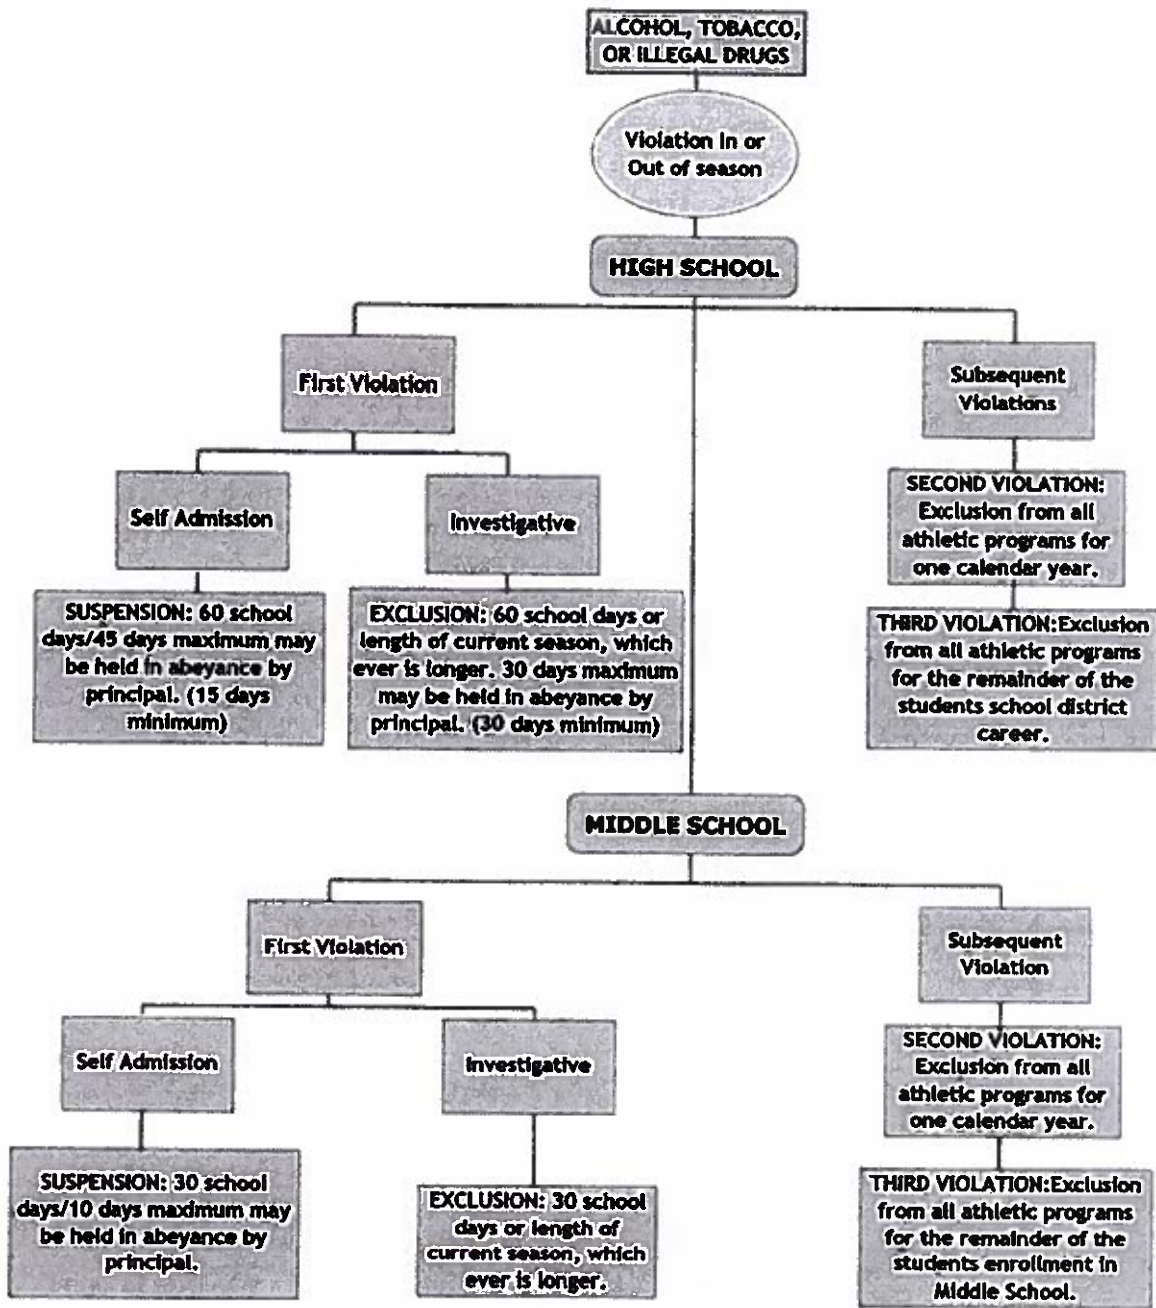 ALCOHOL, TOBACCO,
OR ILLEGAL DRUGS
Violation In or
Out of season
HIGH SCHOOL
First Violation
Subsequent
Violations
Self Admission
Investigative
SECOND VIOLATION:
Exclusion from all
athletic programs for
one calendar year.
SUSPENSION: 60 school
days/45 days maximum may
be held in abeyance by
principal. (15 days
minimum)
EXCLUSION: 60 school days or
length of current season, which
ever is longer. 30 days maximum
may be held in abeyance by
principal. (30 days minimum)
THIRD VIOLATION:Exclusion
from all athletic programs
for the remainder of the
students school district
career.
MIDDLE SCHOOL
First Violation
Subsequent
Violation
Self Admission
Investigative
SECOND VIOLATION:
Exclusion from all
athletic programs for
one calendar year.
SUSPENSION: 30 school
days/10 days maximum may
be held in abeyance by
principal.
EXCLUSION: 30 school
days or length of
current season, which
ever is longer.
THIRD VIOLATION:Exclusion
from all athletic programs
for the remainder of the
students enrollment in
Middle School.